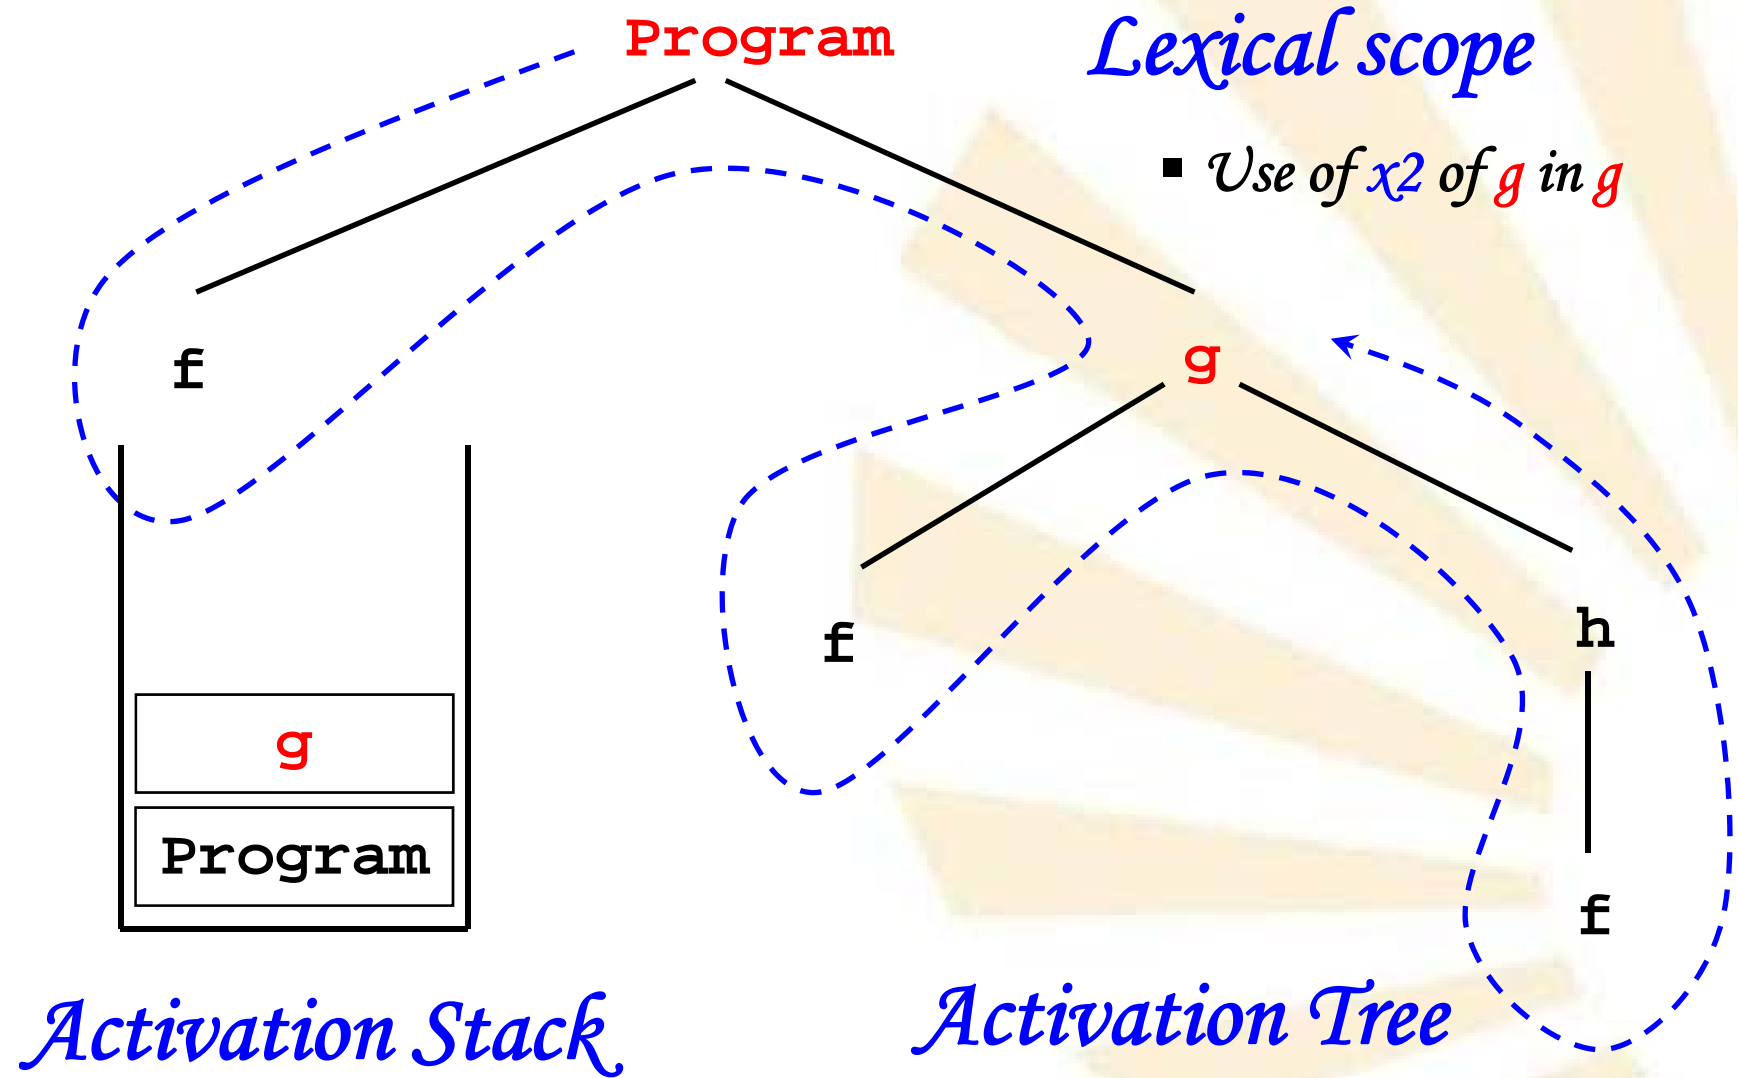 Program
Lexical scope
▪ Use of x2 of g in g
f
g
f
h
g
Program
f
Activation Stack
Activation Tree